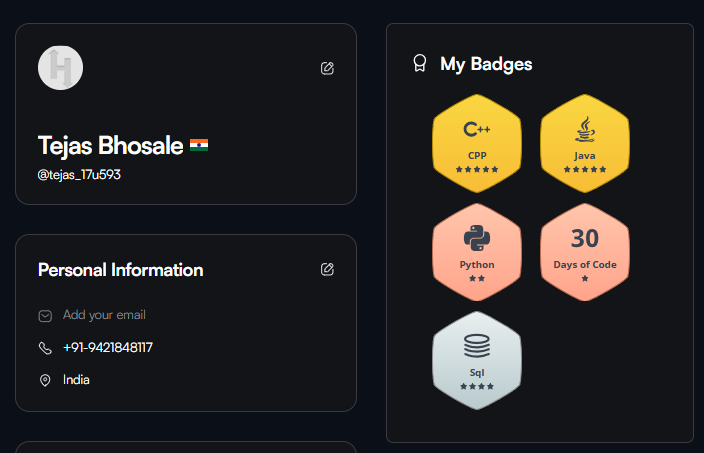 Tejas Bhosale
@tejas_17u593
Personal Information
Add your email
+91-9421848117
India
My Badges
C++
CPP
Java
Python
30
Days of Code
Sql